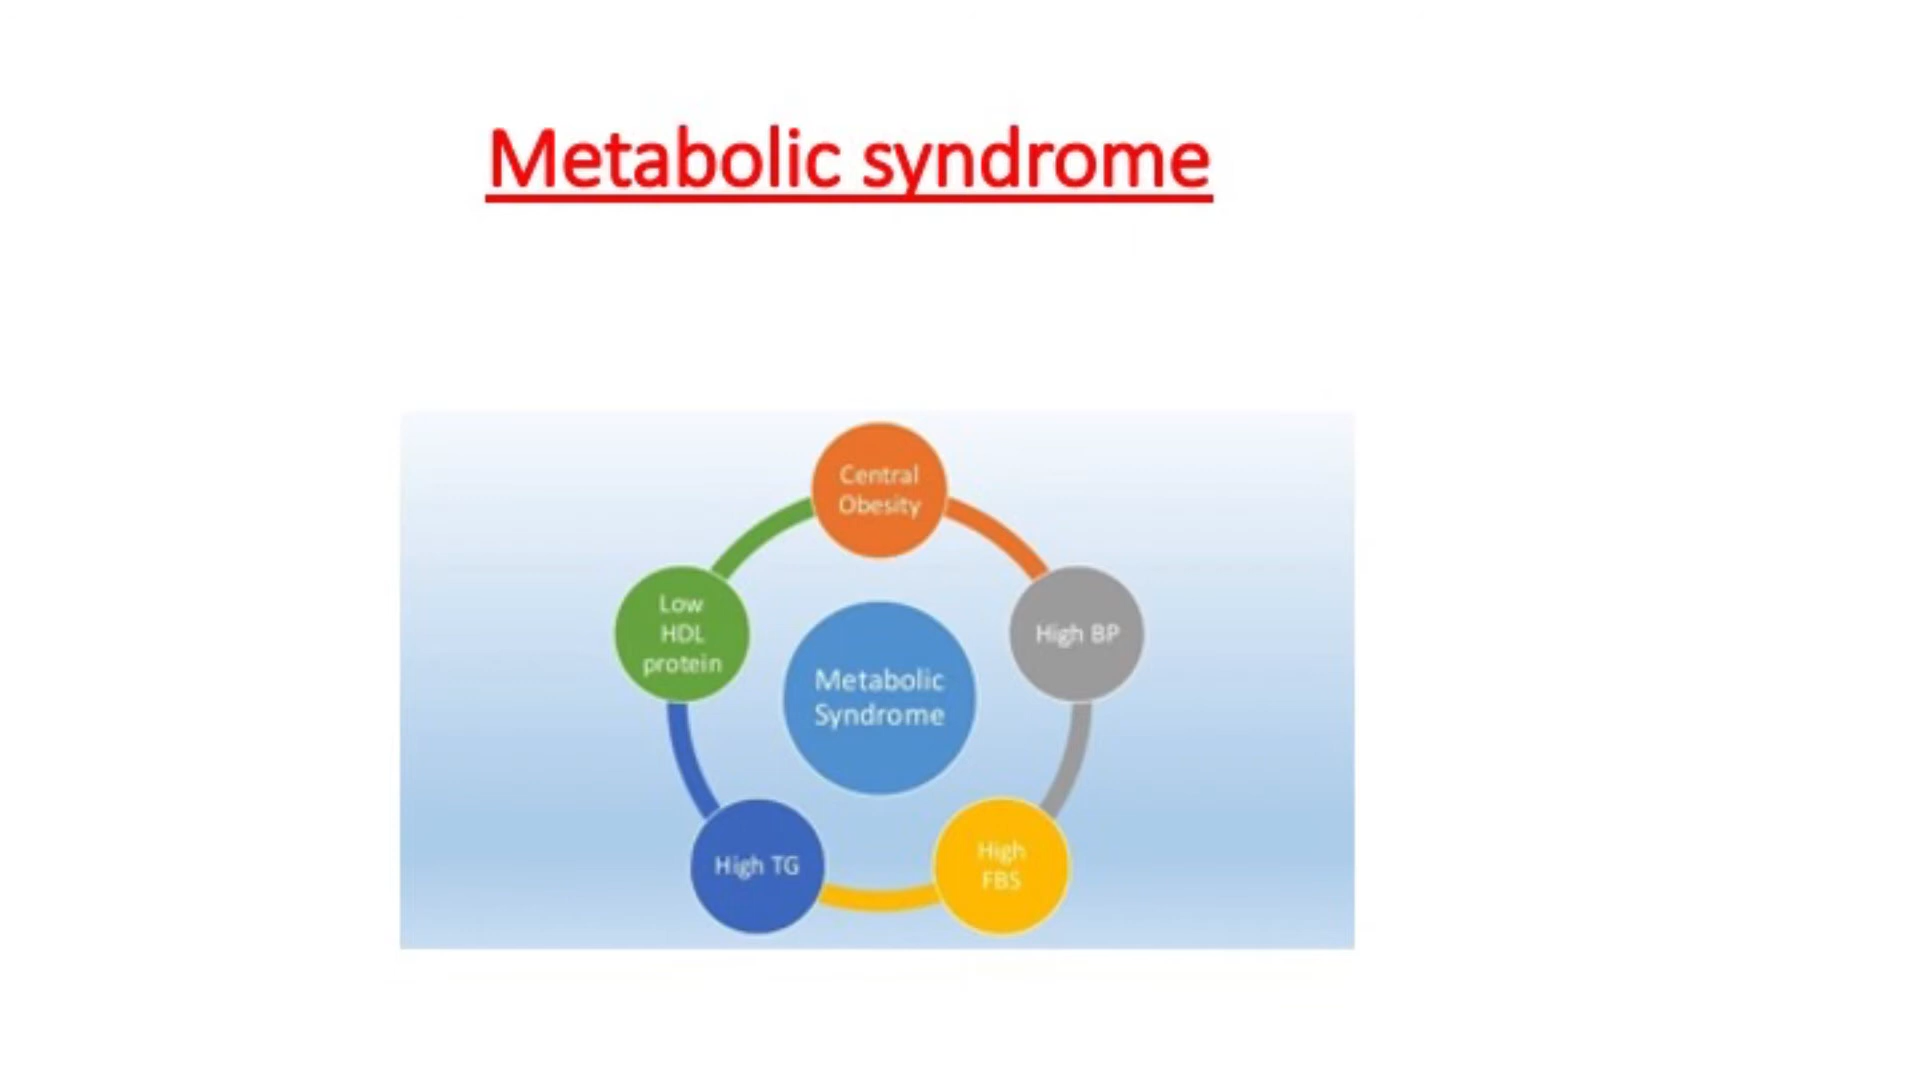 Metabolic syndrome
Central
Obesity
Low
HDL
protein
High BP
Metabolic
Syndrome
High TG
High
FBS